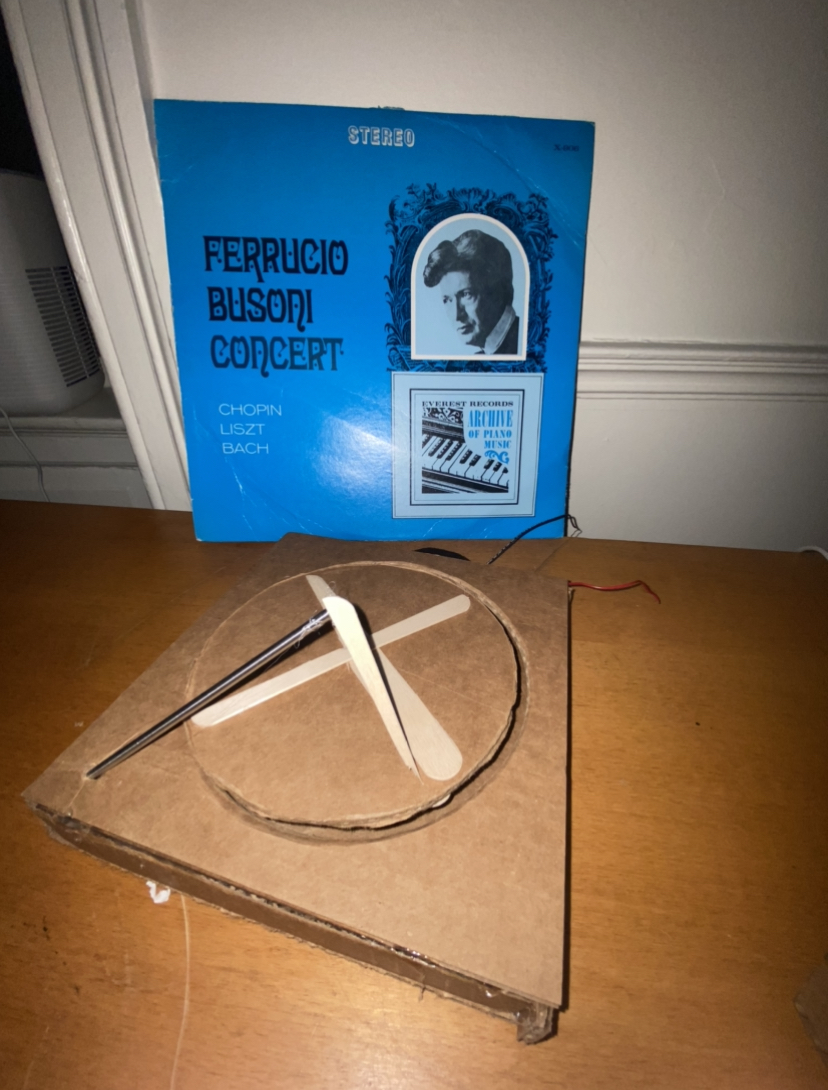 STEREO
FERRUCIO
BUSONI
CONCERT
CHOPIN
LISZT
BACH
EVEREST RECORDS
ARCHIVE
OF PIANO
MUSIC